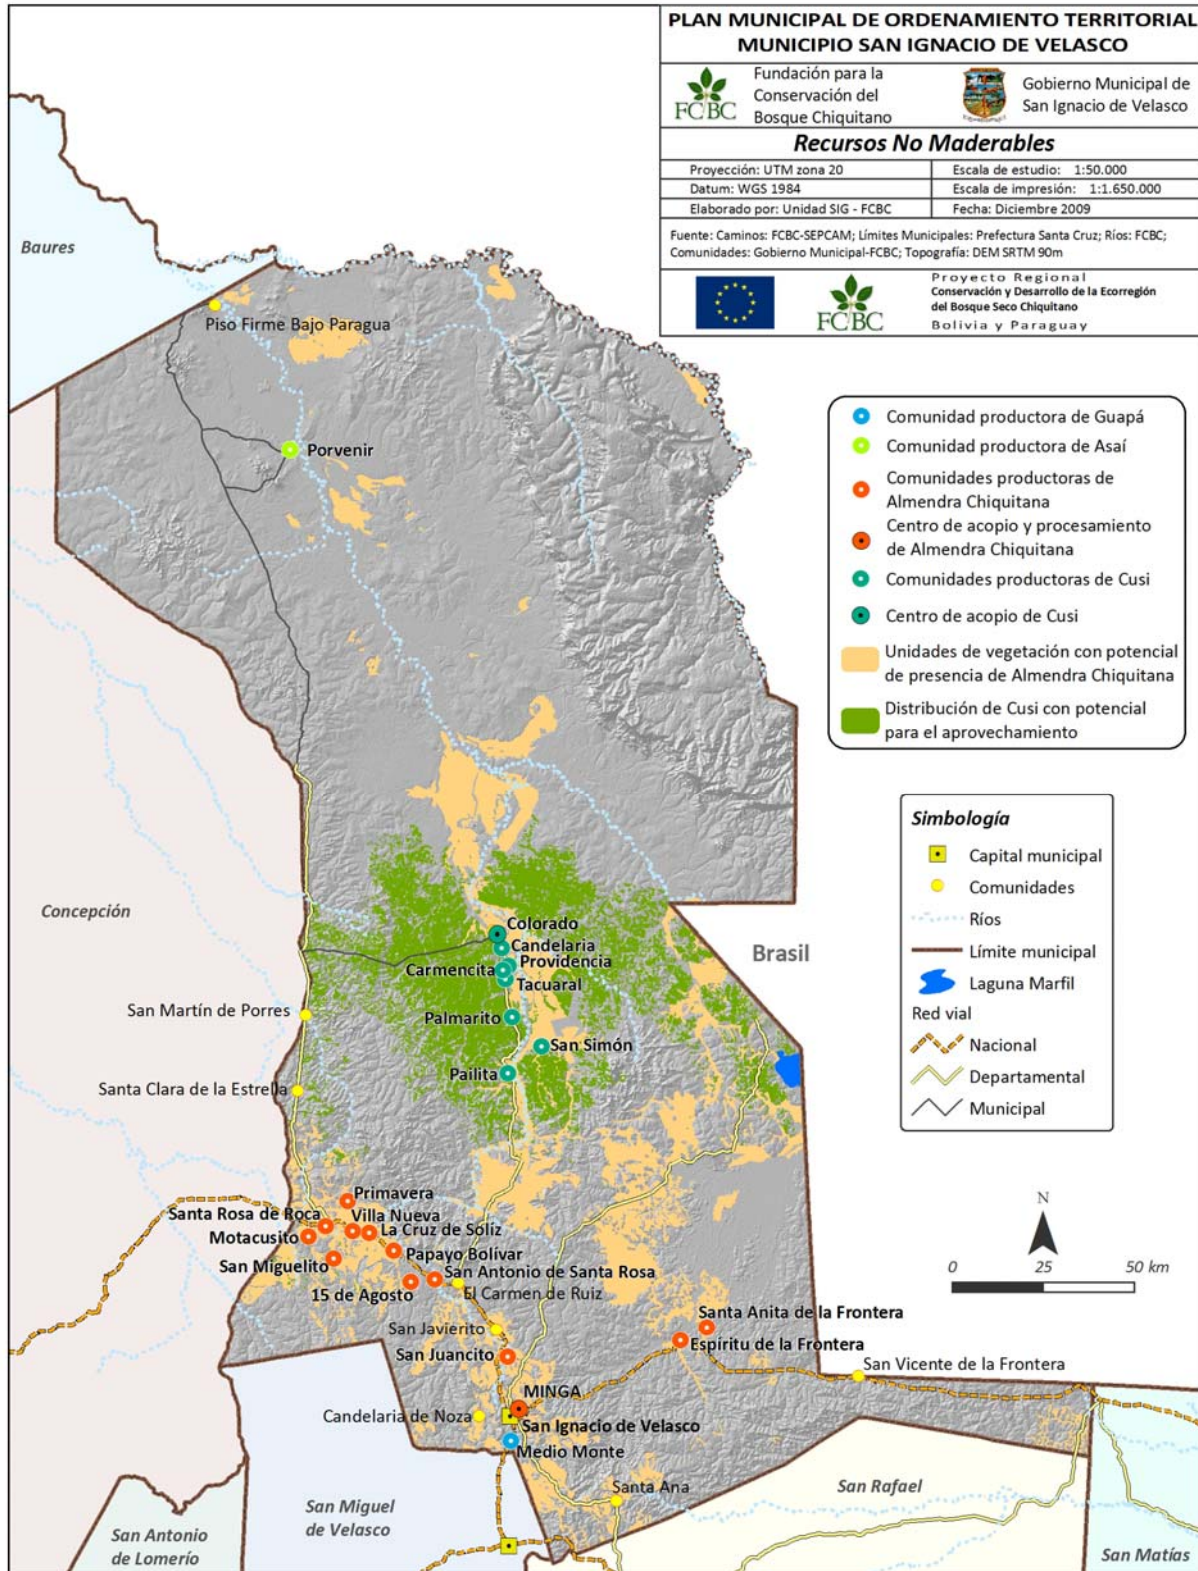 PLAN MUNICIPAL DE ORDENAMIENTO TERRITORIAL
MUNICIPIO SAN IGNACIO DE VELASCO
FCBC
Fundación para la
Conservación del
Bosque Chiquitano
Gobierno Municipal de
San Ignacio de Velasco
Recursos No Maderables
Proyección: UTM zona 20
Escala de estudio: 1:50.000
Datum: WGS 1984
Escala de impresión: 1:1.650.000
Elaborado por: Unidad SIG - FCBC
Fecha: Diciembre 2009
Fuente: Caminos: FCBC-SEPCAM; Límites Municipales: Prefectura Santa Cruz; Ríos: FCBC;
Comunidades: Gobierno Municipal-FCBC; Topografía: DEM SRTM 90m
FCBC
Proyecto Regional
Conservación y Desarrollo de la Ecorregión
del Bosque Seco Chiquitano
Bolivia y Paraguay
Comunidad productora de Guapá
Comunidad productora de Asaí
Comunidades productoras de
Almendra Chiquitana
Centro de acopio y procesamiento
de Almendra Chiquitana
Comunidades productoras de Cusi
Centro de acopio de Cusi
Unidades de vegetación con potencial
de presencia de Almendra Chiquitana
Distribución de Cusi con potencial
para el aprovechamiento
Simbología
Capital municipal
Comunidades
Ríos
Límite municipal
Laguna Marfil
Red vial
Nacional
Departamental
Municipal
N
0 25 50 km
Baures
Piso Firme Bajo Paragua
Porvenir
Concepción
Brasil
Colorado
Candelaria
Providencia
Carmencita
Tacuaral
San Martín de Porres
Palmarito
San Simón
Pailita
Santa Clara de la Estrella
Primavera
Santa Rosa de Roca
Villa Nueva
La Cruz de Soliz
Motacusito
Papayo Bolívar
San Miguelito
San Antonio de Santa Rosa
15 de Agosto
El Carmen de Ruiz
Santa Anita de la Frontera
San Javierito
Espíritu de la Frontera
San Juancito
San Vicente de la Frontera
MINGA
Candelaria de Noza
San Ignacio de Velasco
Medio Monte
Santa Ana
San Rafael
San Miguel
de Velasco
San Antonio
de Lomerío
San Matías